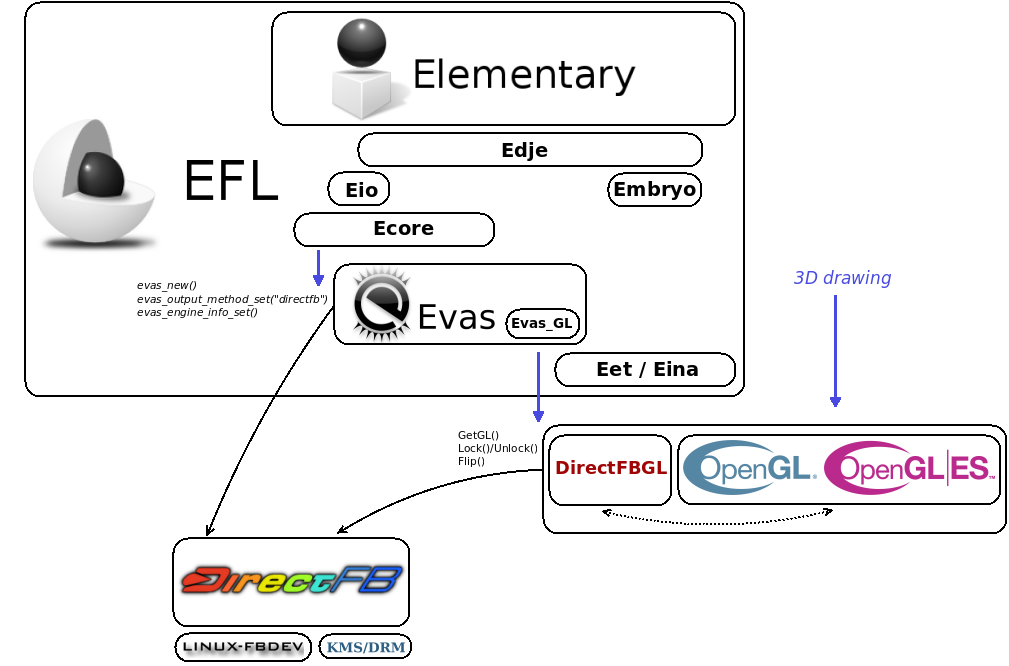 Elementary
Edje
EFL
Eio
Embryo
Ecore
3D drawing
evas_new()
evas_output_method_set("directfb")
evas_engine_info_set()
Evas
Evas_GL
Eet / Eina
GetGL()
Lock()/Unlock()
Flip()
DirectFBGL
OpenGL®
OpenGL|ES™
DirectFB
LINUX-FBDEV
KMS/DRM